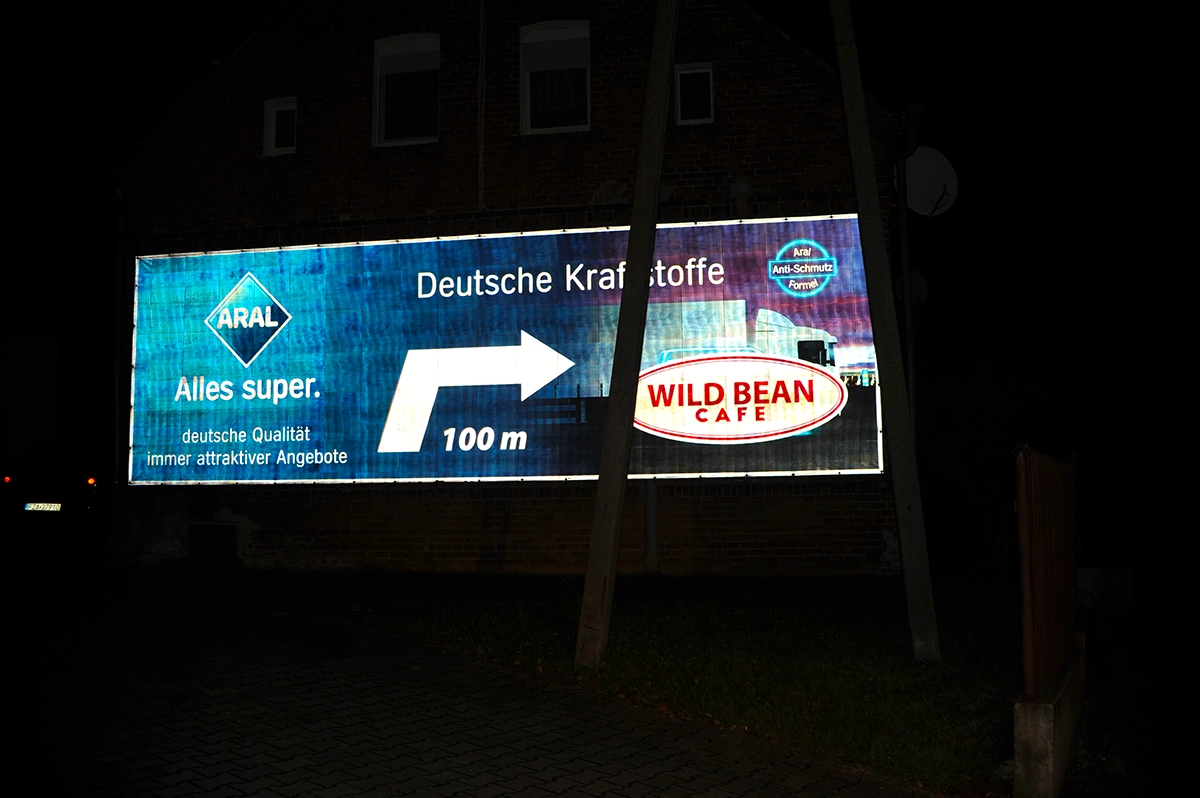 ARAL
Alles super.
deutsche Qualität
immer attraktiver Angebote
Deutsche Kraftstoffe
100 m
Aral
Anti-Schmutz
Formel
WILD BEAN
CAFE